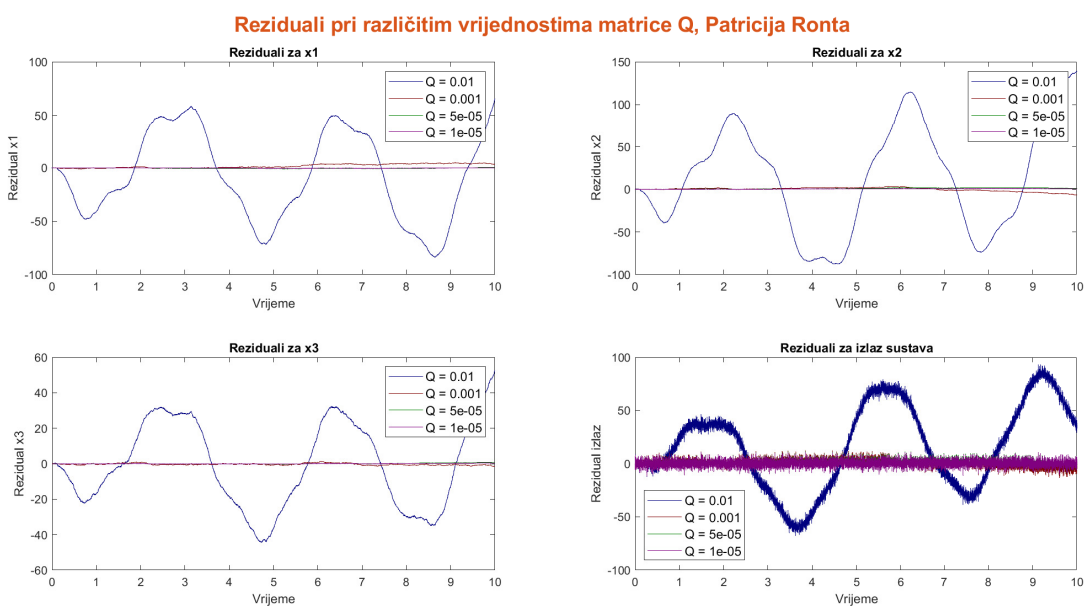 Reziduali pri različitim vrijednostima matrice Q, Patricija Ronta
Reziduali za x1
Rezidual x1
100
50
0
-50
-100
0 1 2 3 4 5 6 7 8 9 10
Vrijeme
Q = 0.01
Q = 0.001
Q = 5e-05
Q = 1e-05
Reziduali za x2
Rezidual x2
150
100
50
0
-50
-100
0 1 2 3 4 5 6 7 8 9 10
Vrijeme
Q = 0.01
Q = 0.001
Q = 5e-05
Q = 1e-05
Reziduali za x3
Rezidual x3
60
40
20
0
-20
-40
-60
0 1 2 3 4 5 6 7 8 9 10
Vrijeme
Q = 0.01
Q = 0.001
Q = 5e-05
Q = 1e-05
Reziduali za izlaz sustava
Rezidual izlaz
100
50
0
-50
-100
0 1 2 3 4 5 6 7 8 9 10
Vrijeme
Q = 0.01
Q = 0.001
Q = 5e-05
Q = 1e-05